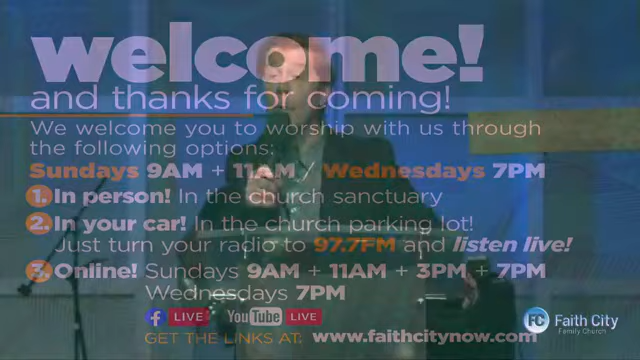 welcome!
and thanks for coming!
We welcome you to worship with us through
the following options:
Sundays 9AM + 11AM / Wednesdays 7PM
1. In person! In the church sanctuary
2. In your car! In the church parking lot!
Just turn your radio to 97.7FM and listen live!
3. Online! Sundays 9AM + 11AM + 3PM + 7PM
Wednesdays 7PM
f LIVE YouTube LIVE
GET THE LINKS AT: www.faithcitynow.com
FC Faith City
Family Church